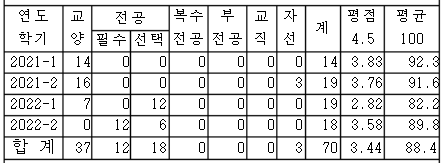 연도 교 전공 복수 부 교 자 계 평점 평균
학기 양 필수 선택 전공 전공 직 선 4.5 100
2021-1 14 0 0 0 0 0 0 14 3.83 92.3
2021-2 16 0 0 0 0 0 3 19 3.76 91.6
2022-1 7 0 12 0 0 0 0 19 2.82 82.2
2022-2 0 12 6 0 0 0 0 18 3.58 89.8
합 계 37 12 18 0 0 0 3 70 3.44 88.4